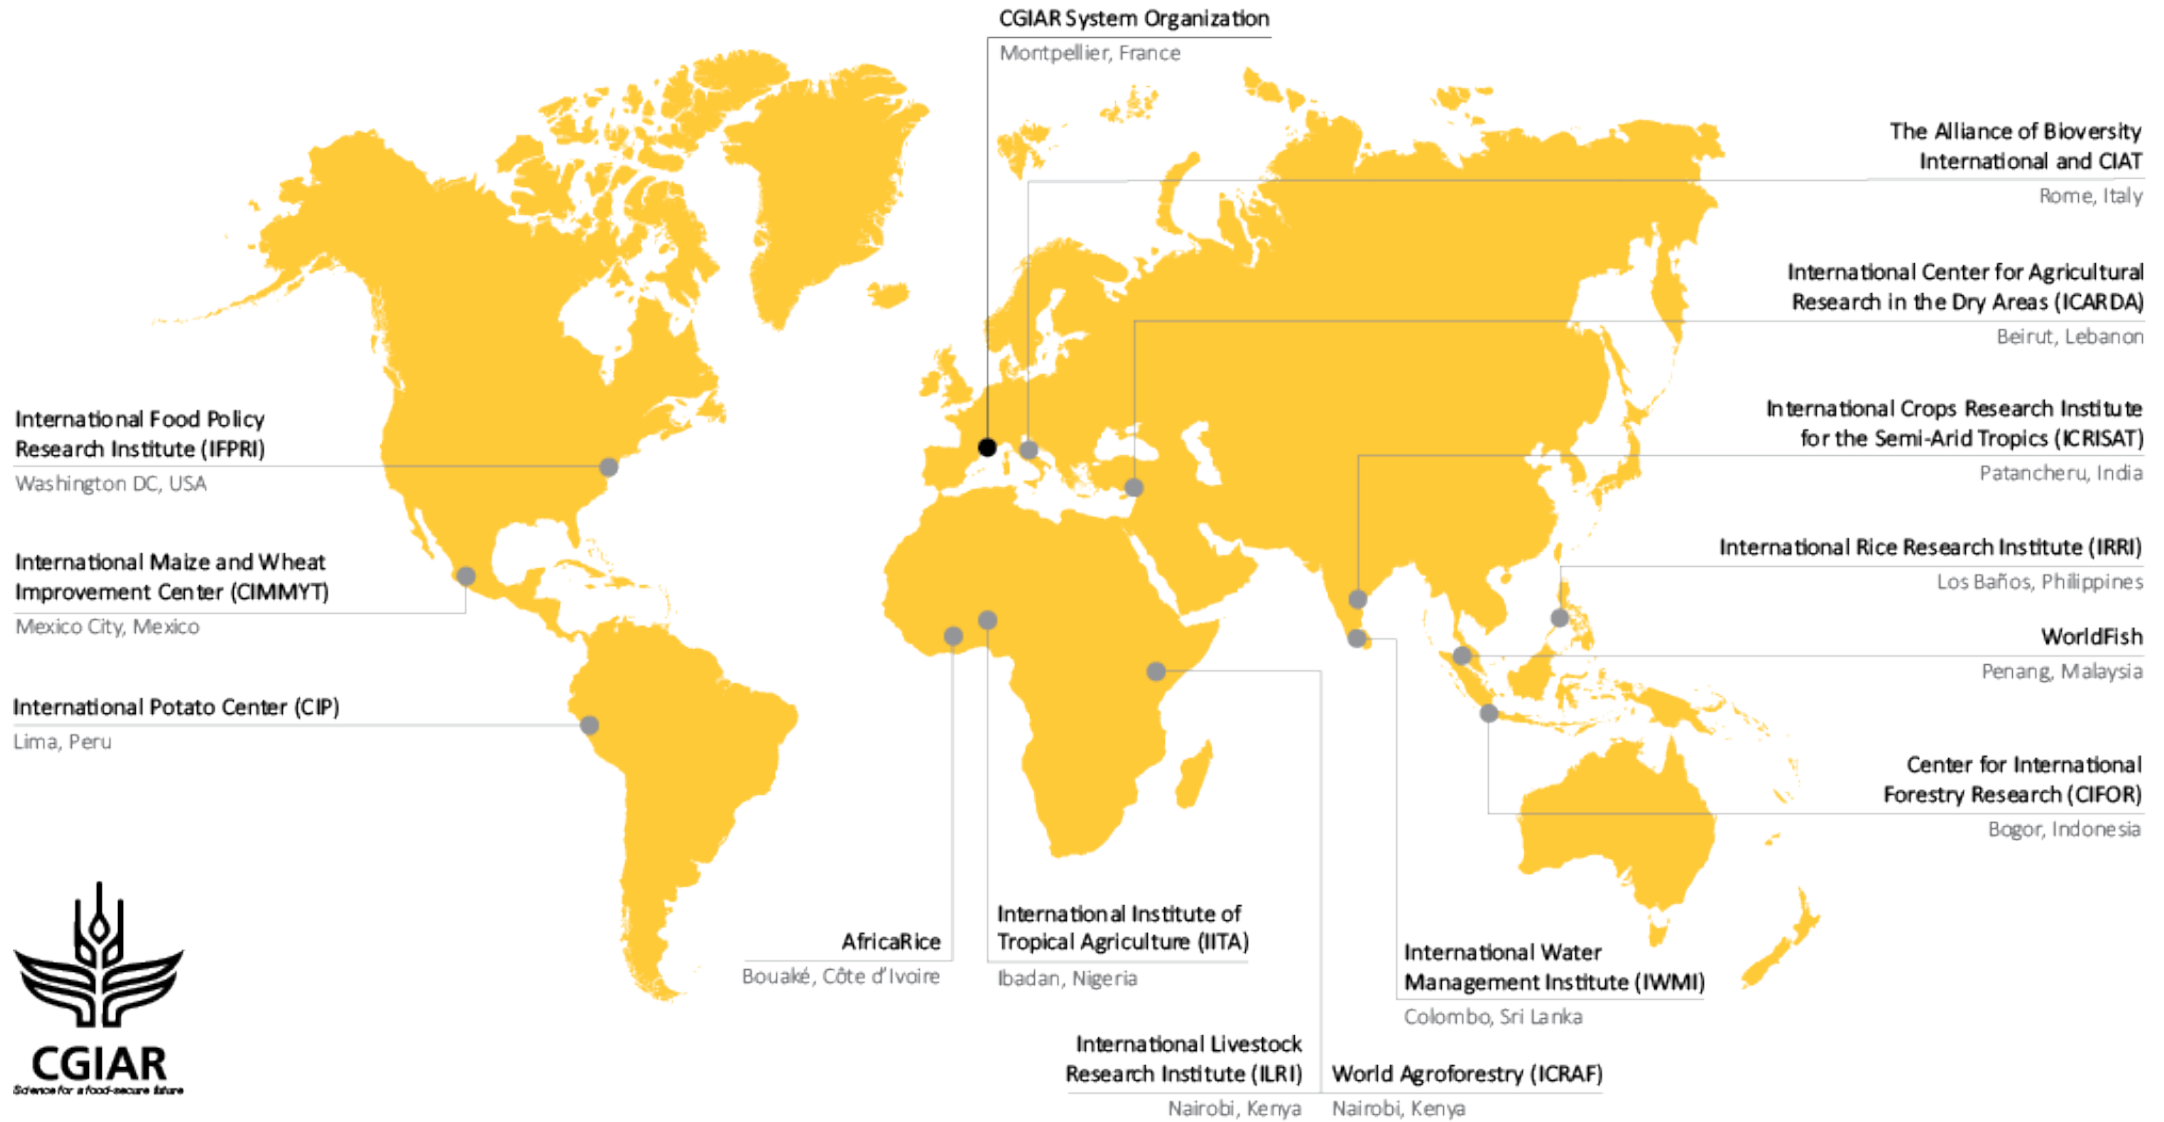 CGIAR System Organization
Montpellier, France
The Alliance of Bioversity
International and CIAT
Rome, Italy
International Center for Agricultural
Research in the Dry Areas (ICARDA)
Beirut, Lebanon
International Crops Research Institute
for the Semi-Arid Tropics (ICRISAT)
Patancheru, India
International Rice Research Institute (IRRI)
Los Baños, Philippines
WorldFish
Penang, Malaysia
Center for International
Forestry Research (CIFOR)
Bogor, Indonesia
International Food Policy
Research Institute (IFPRI)
Washington DC, USA
International Maize and Wheat
Improvement Center (CIMMYT)
Mexico City, Mexico
International Potato Center (CIP)
Lima, Peru
AfricaRice
Bouaké, Côte d'Ivoire
International Institute of
Tropical Agriculture (IITA)
Ibadan, Nigeria
International Water
Management Institute (IWMI)
Colombo, Sri Lanka
International Livestock
Research Institute (ILRI)
Nairobi, Kenya
World Agroforestry (ICRAF)
Nairobi, Kenya
CGIAR
Science for a food-secure future